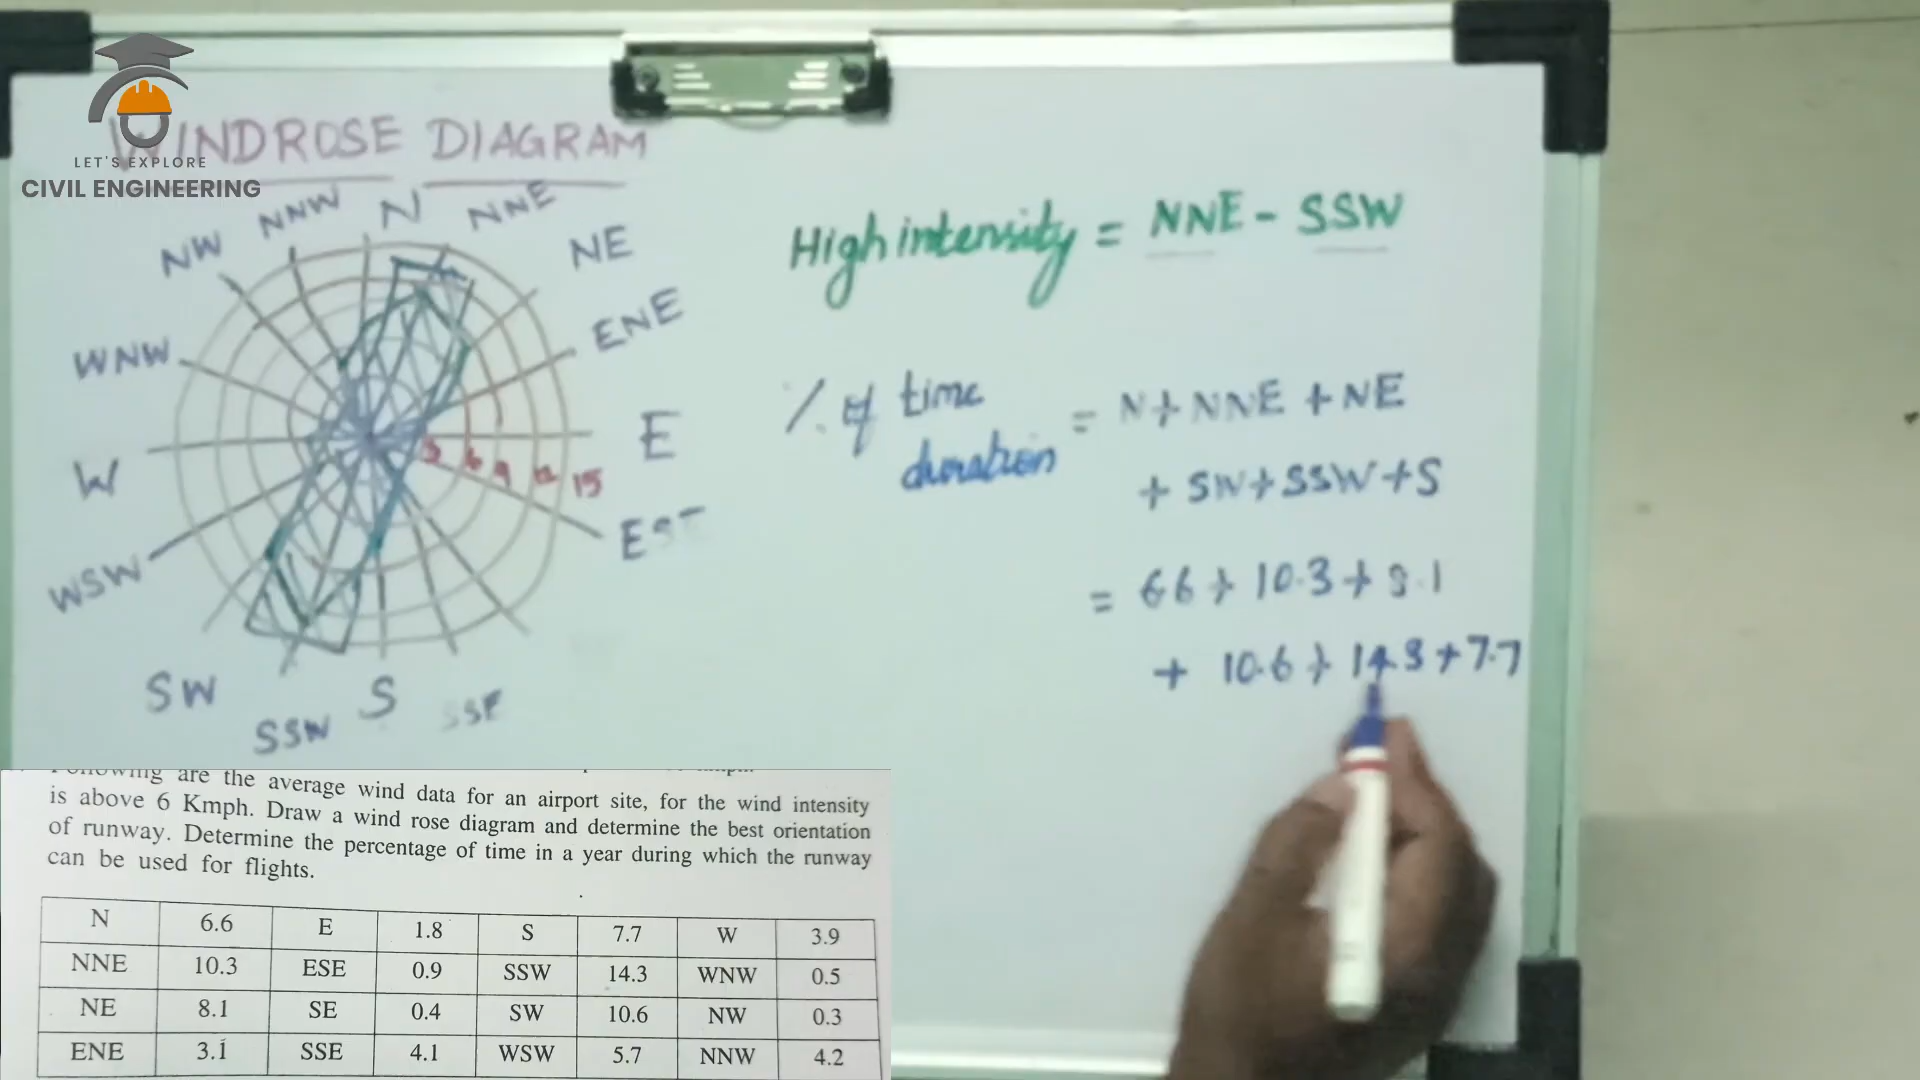 LET'S EXPLORE
CIVIL ENGINEERING
WINDROSE DIAGRAM
N
NNE
NE
ENE
E
ESE
SSE
S
SSW
SW
WSW
W
WNW
NW
NNW
3 6 9 12 15
High intensity = NNE - SSW
% of time duration = N + NNE + NE
+ SW + SSW + S
= 6.6 + 10.3 + 8.1
+ 10.6 + 14.3 + 7.7
Following are the average wind data for an airport site, for the wind intensity
is above 6 Kmph. Draw a wind rose diagram and determine the best orientation
of runway. Determine the percentage of time in a year during which the runway
can be used for flights.
N 6.6 E 1.8 S 7.7 W 3.9
NNE 10.3 ESE 0.9 SSW 14.3 WNW 0.5
NE 8.1 SE 0.4 SW 10.6 NW 0.3
ENE 3.1 SSE 4.1 WSW 5.7 NNW 4.2